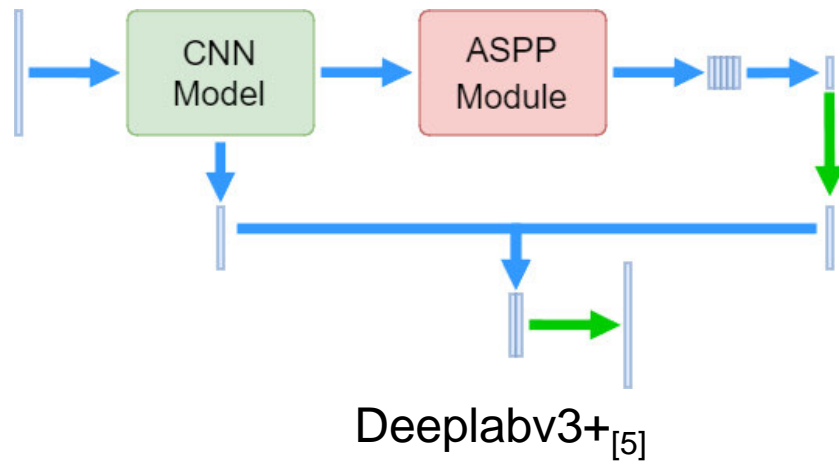 CNN
Model
ASPP
Module
Deeplabv3+[5]